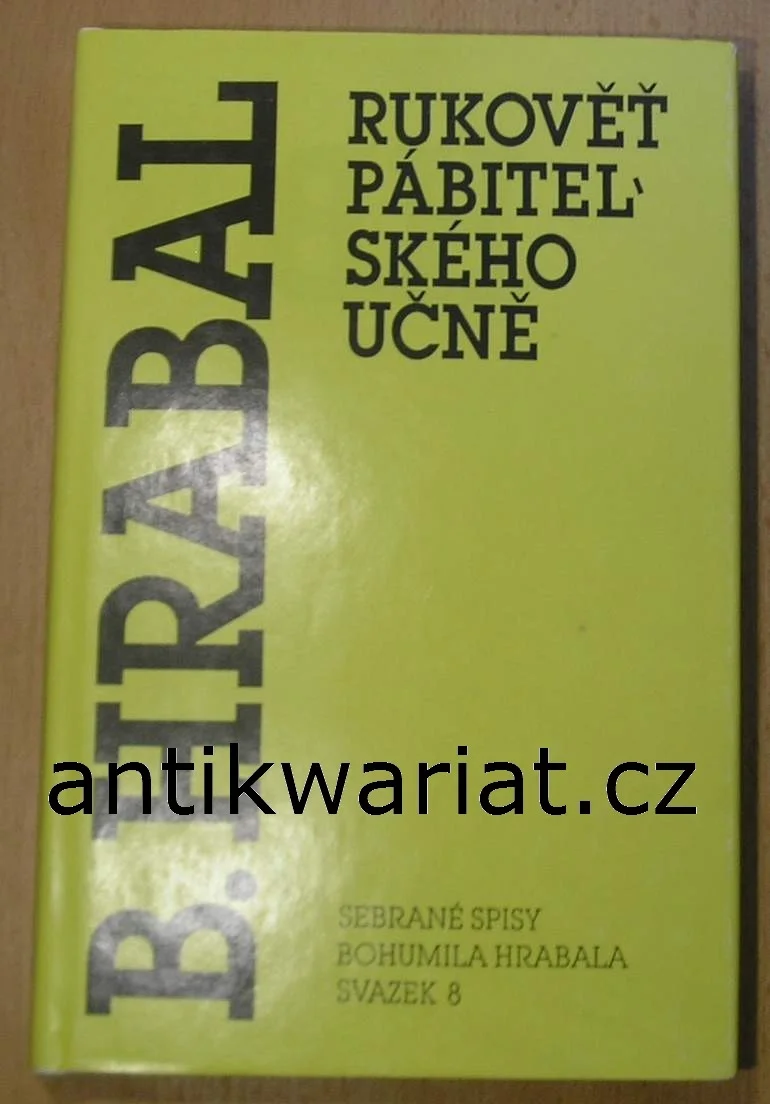 B. HRABAL
RUKOVĚŤ
PÁBITEL`
SKÉHO
UČNĚ
antikwariat.cz
SEBRANÉ SPISY
BOHUMILA HRABALA
SVAZEK 8